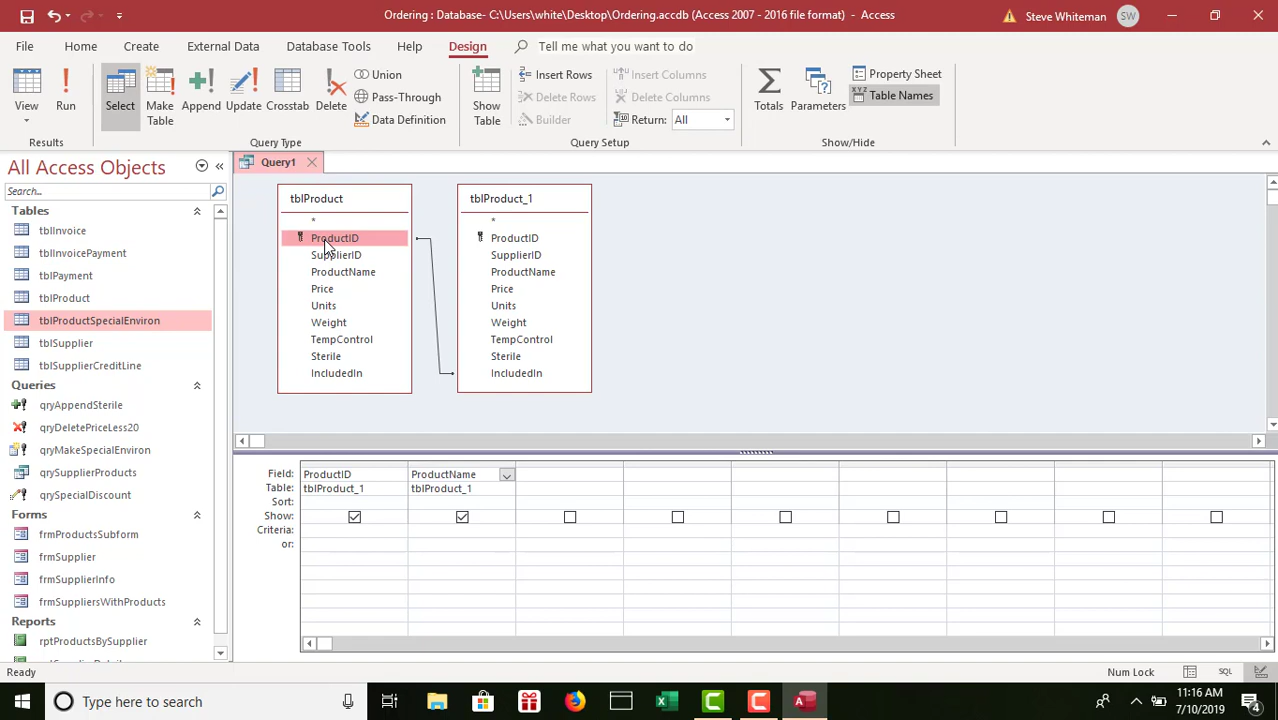 Ordering : Database- C:\Users\white\Desktop\Ordering.accdb (Access 2007 - 2016 file format) - Access
Steve Whiteman SW
File Home Create External Data Database Tools Help Design Tell me what you want to do
View
Run
Select
Make
Table
Append
Update
Crosstab
Delete
Union
Pass-Through
Data Definition
Show
Table
Insert Rows
Delete Rows
Builder
Insert Columns
Delete Columns
Return: All
Totals
Parameters
Property Sheet
XYZ
Table Names
Results
Query Type
Query Setup
Show/Hide
All Access Objects
Search...
Tables
tblInvoice
tblInvoicePayment
tblPayment
tblProduct
tblProductSpecialEnviron
tblSupplier
tblSupplierCreditLine
Queries
qryAppendSterile
qryDeletePriceLess20
qryMakeSpecialEnviron
qrySupplierProducts
qrySpecialDiscount
Forms
frmProductsSubform
frmSupplier
frmSupplierInfo
frmSuppliersWithProducts
Reports
rptProductsBySupplier
Query1
tblProduct
*
ProductID
SupplierID
ProductName
Price
Units
Weight
TempControl
Sterile
IncludedIn
tblProduct_1
*
ProductID
SupplierID
ProductName
Price
Units
Weight
TempControl
Sterile
IncludedIn
Field: ProductID ProductName
Table: tblProduct_1 tblProduct_1
Sort:
Show:
Criteria:
or:
Ready
Num Lock
SQL
Type here to search
11:16 AM
7/10/2019
4